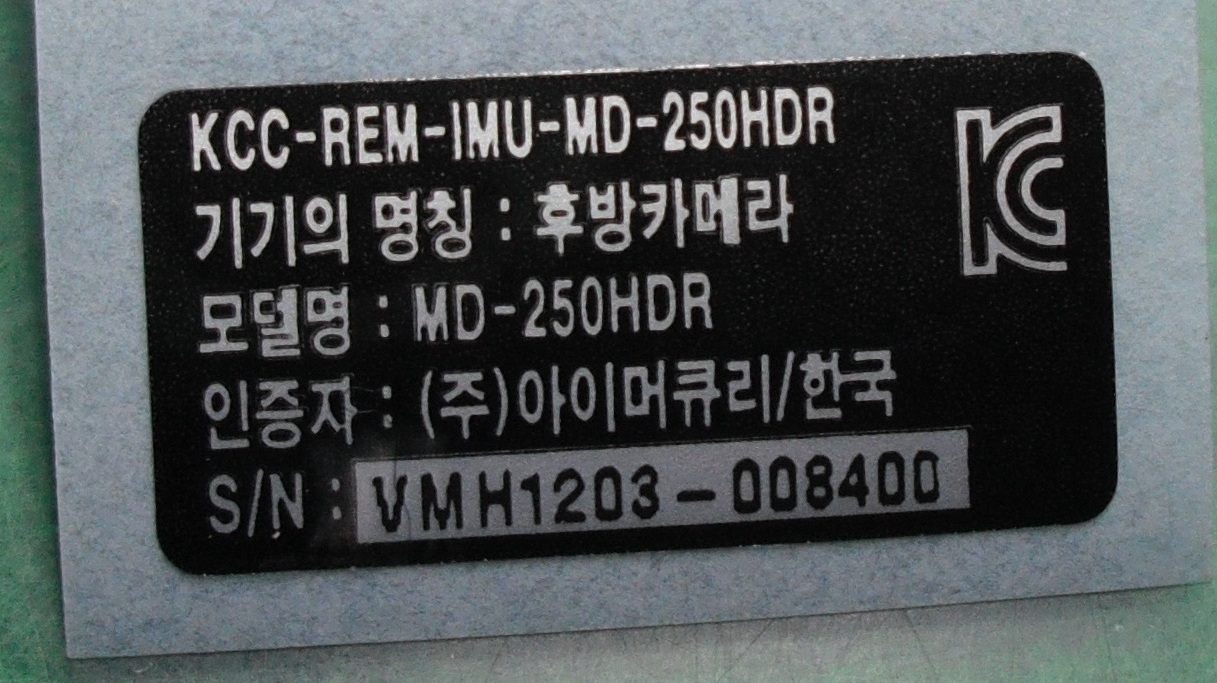 KCC-REM-IMU-MD-250HDR
기기의 명칭 : 후방카메라
모델명 : MD-250HDR
인증자 : (주)아이머큐리/한국
S/N : VMH1203-008400
KC